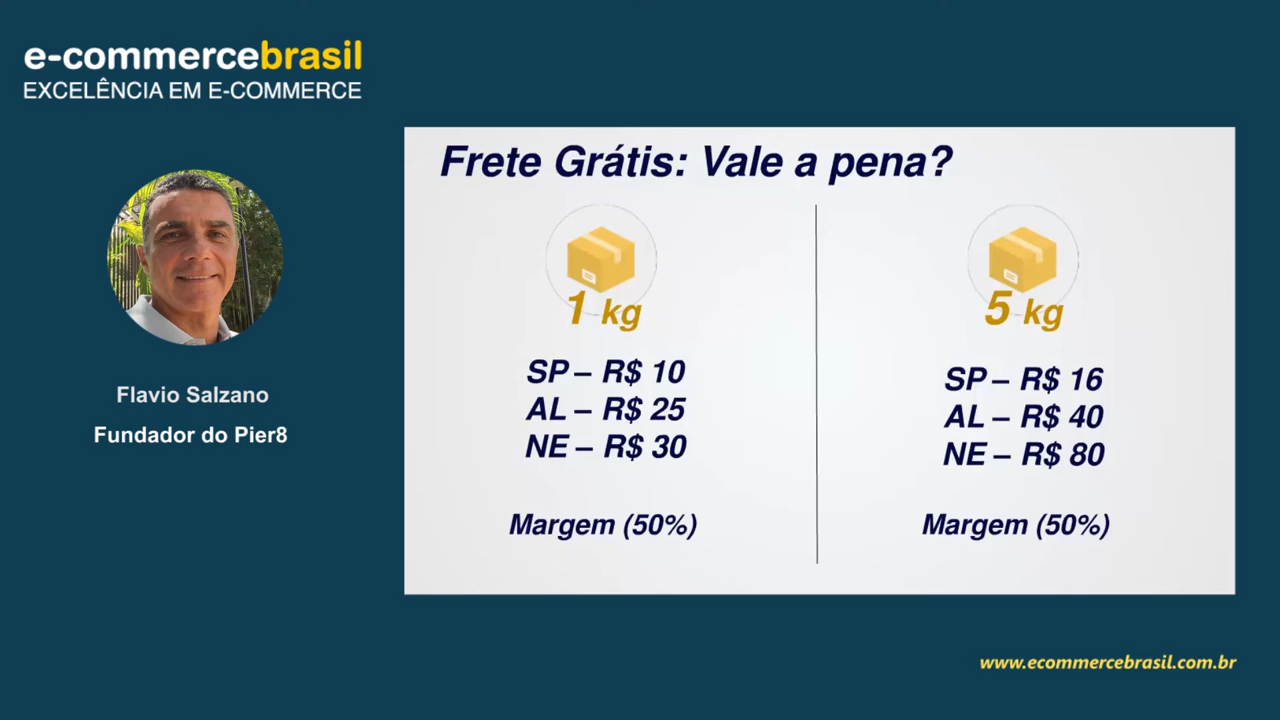 e-commercebrasil
EXCELÊNCIA EM E-COMMERCE
Flavio Salzano
Fundador do Pier8
Frete Grátis: Vale a pena?
1 kg
SP – R$ 10
AL – R$ 25
NE – R$ 30
Margem (50%)
5 kg
SP – R$ 16
AL – R$ 40
NE – R$ 80
Margem (50%)
www.ecommercebrasil.com.br